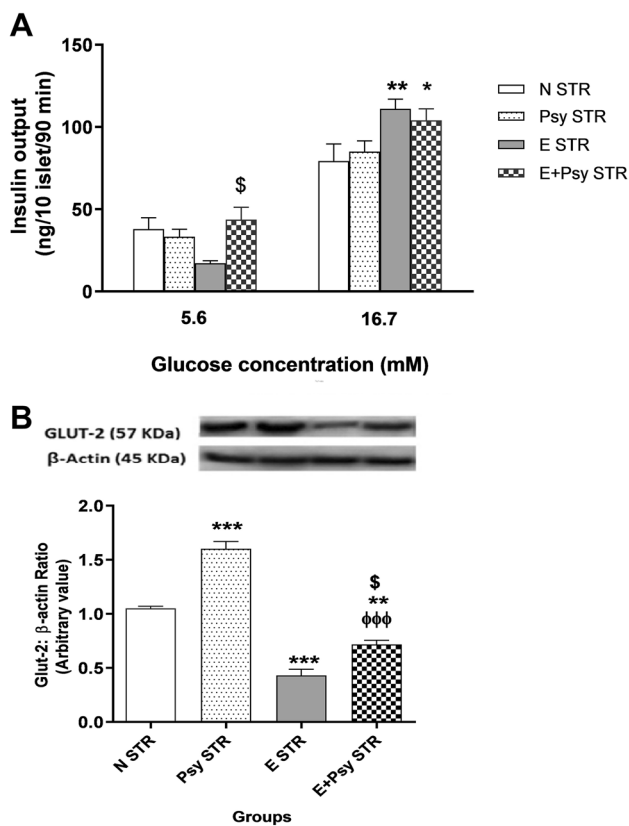 A
Insulin output
(ng/10 islet/90 min)
150
100
50
0
$
** *
5.6 16.7
Glucose concentration (mM)
N STR
Psy STR
E STR
E+Psy STR
B
GLUT-2 (57 KDa)
β-Actin (45 KDa)
Glut-2: β-actin Ratio
(Arbitrary value)
2.0
1.5
1.0
0.5
0.0
***
***
$
**
ϕϕϕ
N STR
Psy STR
E STR
E+Psy STR
Groups